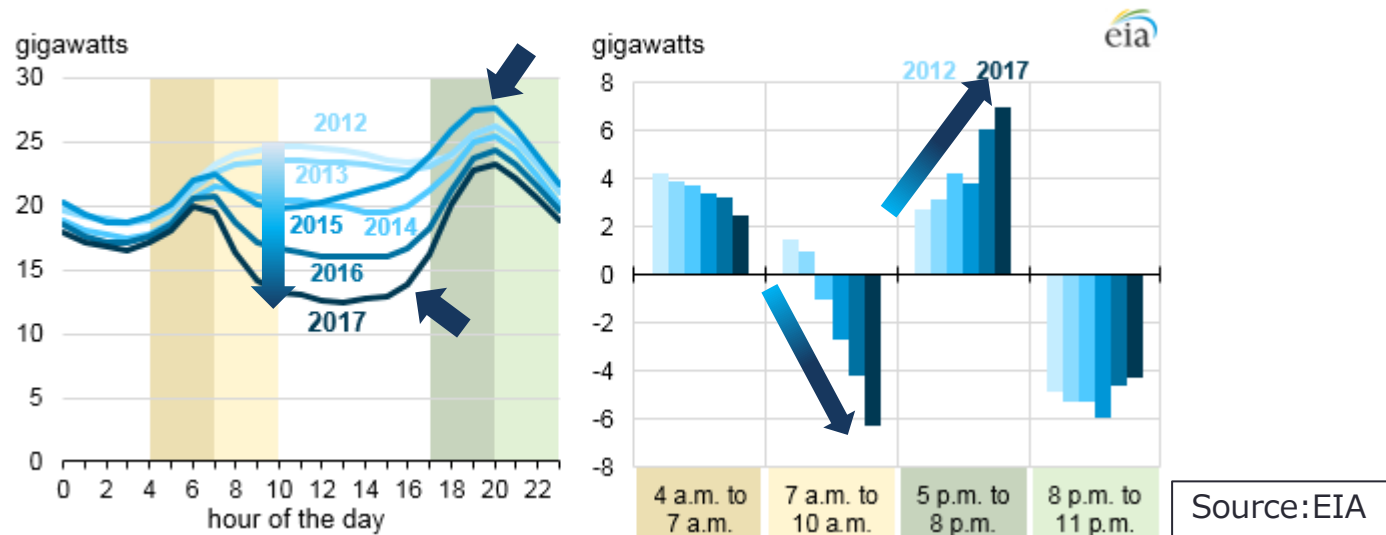 eia
gigawatts
30
25
20
15
10
5
0
2012
2013
2015
2014
2016
2017
0 2 4 6 8 10 12 14 16 18 20 22
hour of the day
gigawatts
2012 2017
8
6
4
2
0
-2
-4
-6
-8
4 a.m. to
7 a.m.
7 a.m. to
10 a.m.
5 p.m. to
8 p.m.
8 p.m. to
11 p.m.
Source:EIA